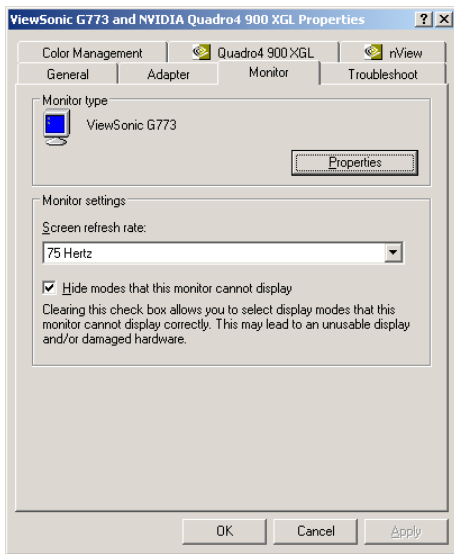 ViewSonic G773 and NVIDIA Quadro4 900 XGL Properties
Color Management Quadro4 900 XGL nView
General Adapter Monitor Troubleshoot
Monitor type
ViewSonic G773
Properties
Monitor settings
Screen refresh rate:
75 Hertz
Hide modes that this monitor cannot display
Clearing this check box allows you to select display modes that this
monitor cannot display correctly. This may lead to an unusable display
and/or damaged hardware.
OK Cancel Apply